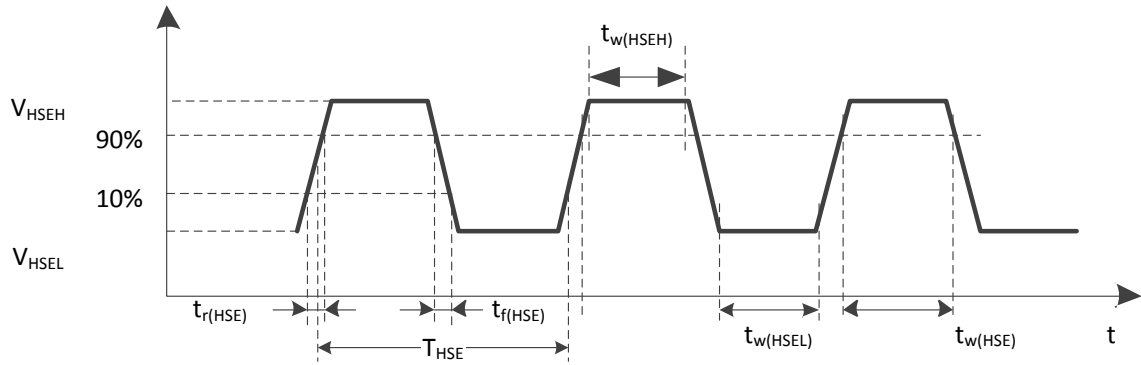 tw(HSEH)
VHSEH
90%
10%
VHSEL
tr(HSE)
tf(HSE)
THSE
tw(HSEL)
tw(HSE)
t